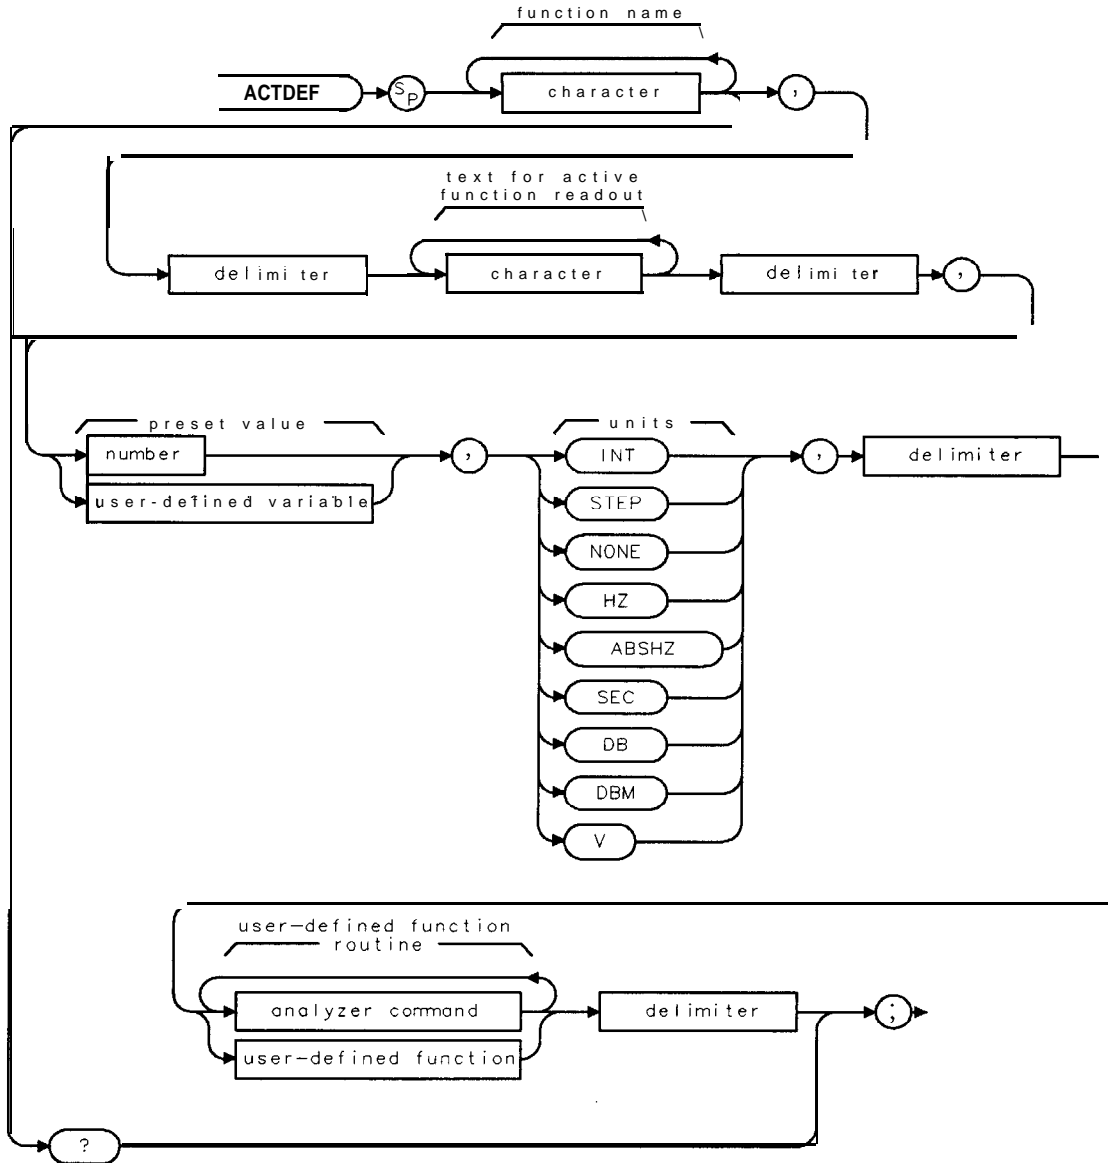 function name
ACTDEF SP character ,
text for active
function readout
delimiter character delimiter ,
preset value units
number , INT , delimiter
user-defined variable STEP
NONE
HZ
ABSHZ
SEC
DB
DBM
V
user-defined function
routine
analyzer command delimiter ;
user-defined function
?